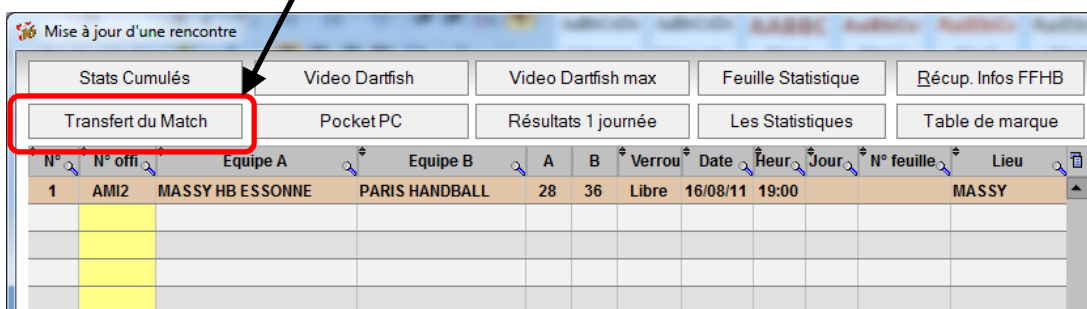 Mise à jour d'une rencontre
Stats Cumulés Video Dartfish Video Dartfish max Feuille Statistique Récup. Infos FFHB
Transfert du Match Pocket PC Résultats 1 journée Les Statistiques Table de marque
N° N° offi Equipe A Equipe B A B Verrou Date Heur Jour N° feuille Lieu
1 AMI2 MASSY HB ESSONNE PARIS HANDBALL 28 36 Libre 16/08/11 19:00 MASSY